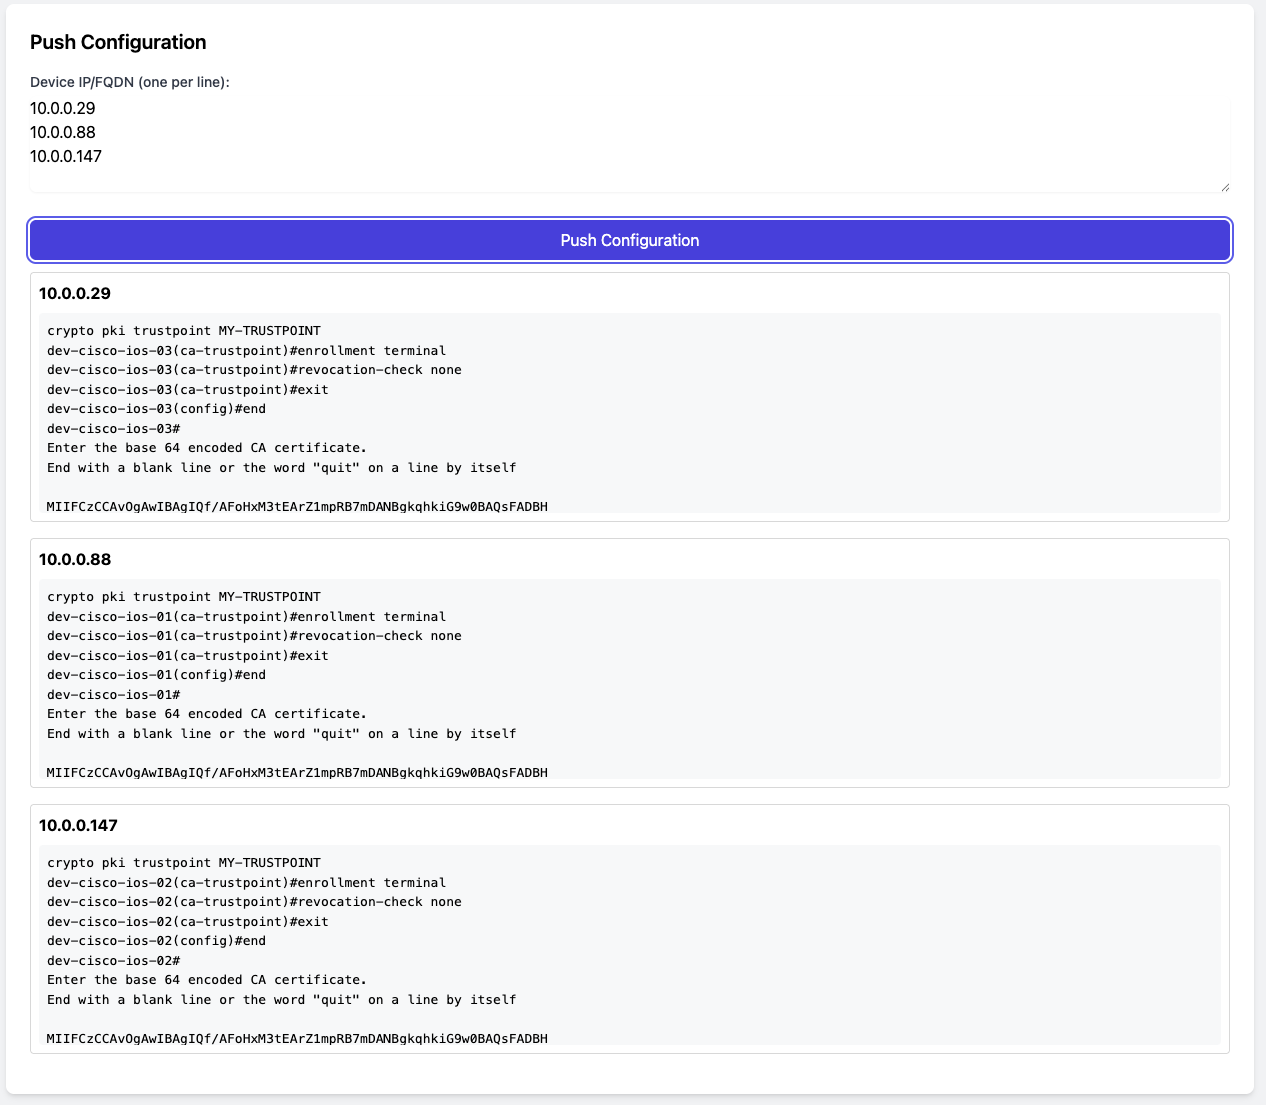 Push Configuration
Device IP/FQDN (one per line):
10.0.0.29
10.0.0.88
10.0.0.147
Push Configuration
10.0.0.29
crypto pki trustpoint MY-TRUSTPOINT
dev-cisco-ios-03(ca-trustpoint)#enrollment terminal
dev-cisco-ios-03(ca-trustpoint)#revocation-check none
dev-cisco-ios-03(ca-trustpoint)#exit
dev-cisco-ios-03(config)#end
dev-cisco-ios-03#
Enter the base 64 encoded CA certificate.
End with a blank line or the word "quit" on a line by itself
MIIFCzCCAvOgAwIBAgIQf/AFoHxM3tEArZ1mpRB7mDANBgkqhkiG9w0BAQsFADBH
10.0.0.88
crypto pki trustpoint MY-TRUSTPOINT
dev-cisco-ios-01(ca-trustpoint)#enrollment terminal
dev-cisco-ios-01(ca-trustpoint)#revocation-check none
dev-cisco-ios-01(ca-trustpoint)#exit
dev-cisco-ios-01(config)#end
dev-cisco-ios-01#
Enter the base 64 encoded CA certificate.
End with a blank line or the word "quit" on a line by itself
MIIFCzCCAvOgAwIBAgIQf/AFoHxM3tEArZ1mpRB7mDANBgkqhkiG9w0BAQsFADBH
10.0.0.147
crypto pki trustpoint MY-TRUSTPOINT
dev-cisco-ios-02(ca-trustpoint)#enrollment terminal
dev-cisco-ios-02(ca-trustpoint)#revocation-check none
dev-cisco-ios-02(ca-trustpoint)#exit
dev-cisco-ios-02(config)#end
dev-cisco-ios-02#
Enter the base 64 encoded CA certificate.
End with a blank line or the word "quit" on a line by itself
MIIFCzCCAvOgAwIBAgIQf/AFoHxM3tEArZ1mpRB7mDANBgkqhkiG9w0BAQsFADBH